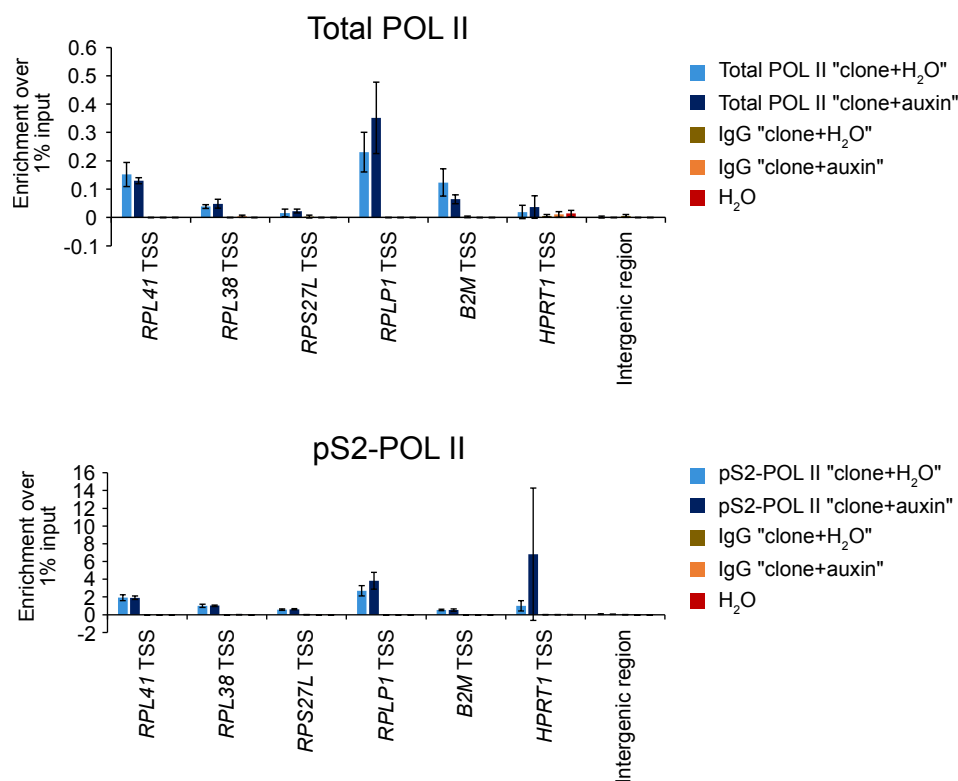 Total POL II
Enrichment over
1% input
0.6
0.5
0.4
0.3
0.2
0.1
0
-0.1
RPL41 TSS
RPL38 TSS
RPS27L TSS
RPLP1 TSS
B2M TSS
HPRT1 TSS
Intergenic region
Total POL II "clone+H₂O"
Total POL II "clone+auxin"
IgG "clone+H₂O"
IgG "clone+auxin"
H₂O
pS2-POL II
Enrichment over
1% input
16
14
12
10
8
6
4
2
0
-2
RPL41 TSS
RPL38 TSS
RPS27L TSS
RPLP1 TSS
B2M TSS
HPRT1 TSS
Intergenic region
pS2-POL II "clone+H₂O"
pS2-POL II "clone+auxin"
IgG "clone+H₂O"
IgG "clone+auxin"
H₂O